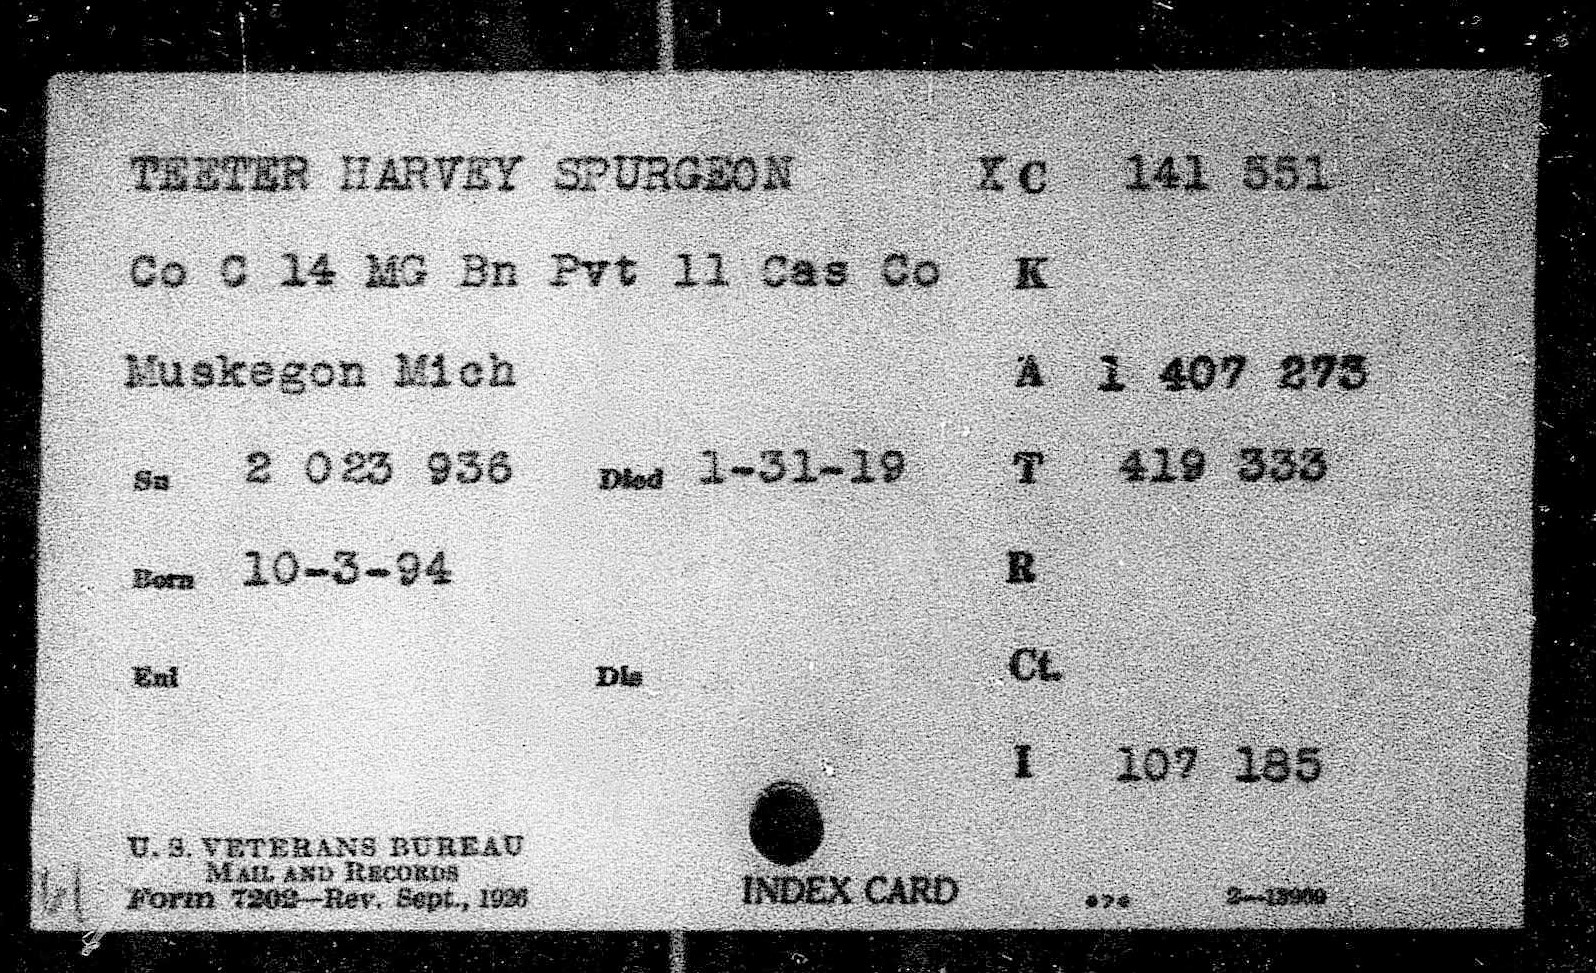 TEETER HARVEY SPURGEON X C 141 551
Co C 14 MG Bn Pvt 11 Cas Co K
Muskegon Mich A 1 407 273
Sn 2 023 936 Died 1-31-19 T 419 333
Born 10-3-94 R
Enl Dis Ct.
I 107 185
U. S. VETERANS BUREAU
MAIL AND RECORDS
Form 7202—Rev. Sept., 1926 INDEX CARD